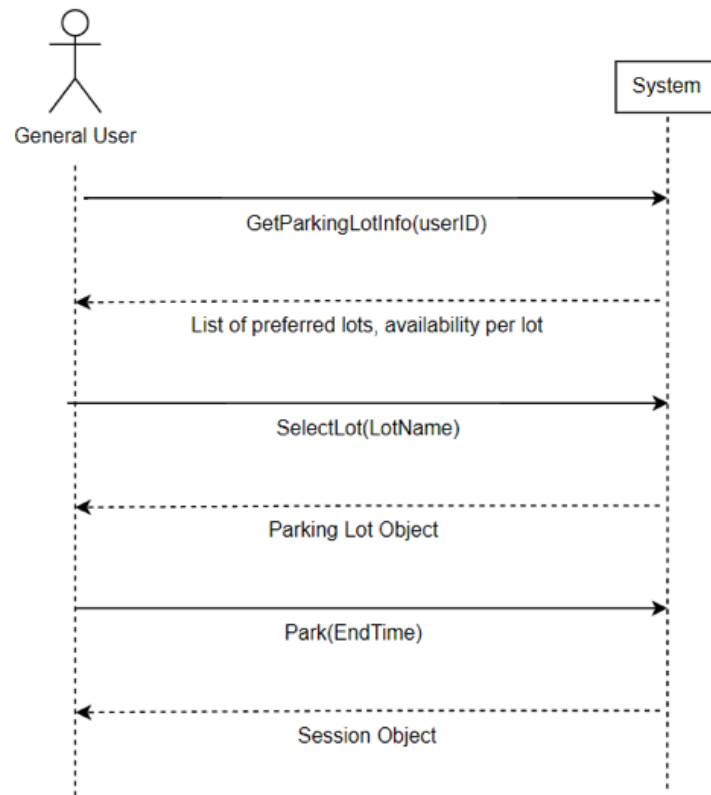 System
General User
GetParkingLotInfo(userID)
List of preferred lots, availability per lot
SelectLot(LotName)
Parking Lot Object
Park(EndTime)
Session Object